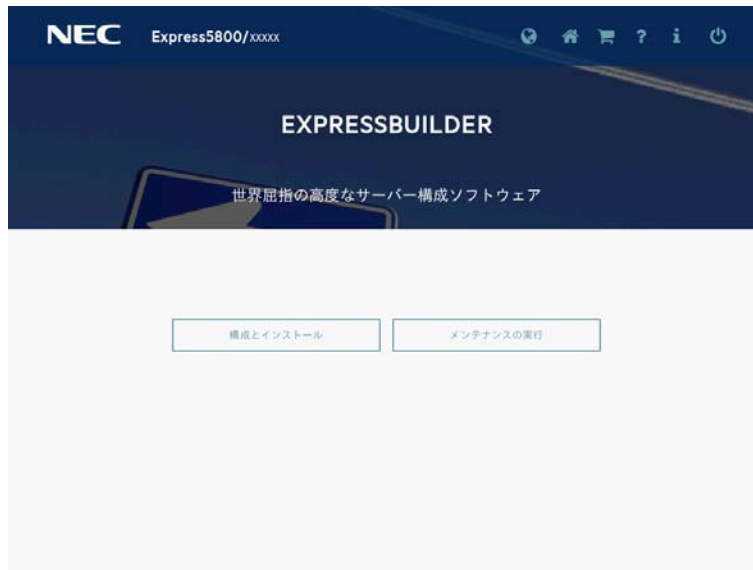 NEC Express5800/xxxxx ?
EXPRESSBUILDER
世界屈指の高度なサーバー構成ソフトウェア
構成とインストール メンテナンスの実行